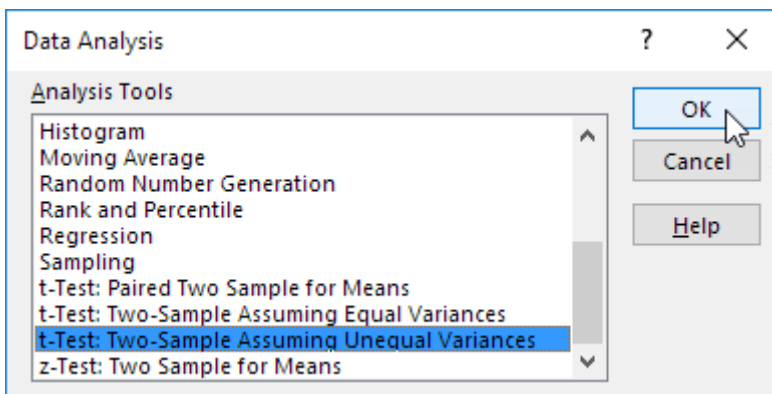 Data Analysis
?
Analysis Tools
Histogram
Moving Average
Random Number Generation
Rank and Percentile
Regression
Sampling
t-Test: Paired Two Sample for Means
t-Test: Two-Sample Assuming Equal Variances
t-Test: Two-Sample Assuming Unequal Variances
z-Test: Two Sample for Means
OK
Cancel
Help